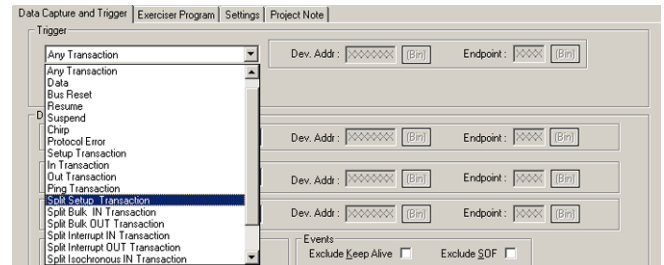 Data Capture and Trigger Exerciser Program Settings Project Note
Trigger
Any Transaction Dev. Addr : XXXXXXX (Bin) Endpoint : XXXX (Bin)
Any Transaction
Data
Bus Reset
Resume
D Suspend
Chirp Dev. Addr : XXXXXXX (Bin) Endpoint : XXXX (Bin)
Protocol Error
Setup Transaction
In Transaction
Out Transaction Dev. Addr : XXXXXXX (Bin) Endpoint : XXXX (Bin)
Ping Transaction
Split Setup Transaction
Split Bulk IN Transaction Dev. Addr : XXXXXXX (Bin) Endpoint : XXXX (Bin)
Split Bulk OUT Transaction
Split Interrupt IN Transaction Events
Split Interrupt OUT Transaction Exclude Keep Alive Exclude SOF
Split Isochronous IN Transaction